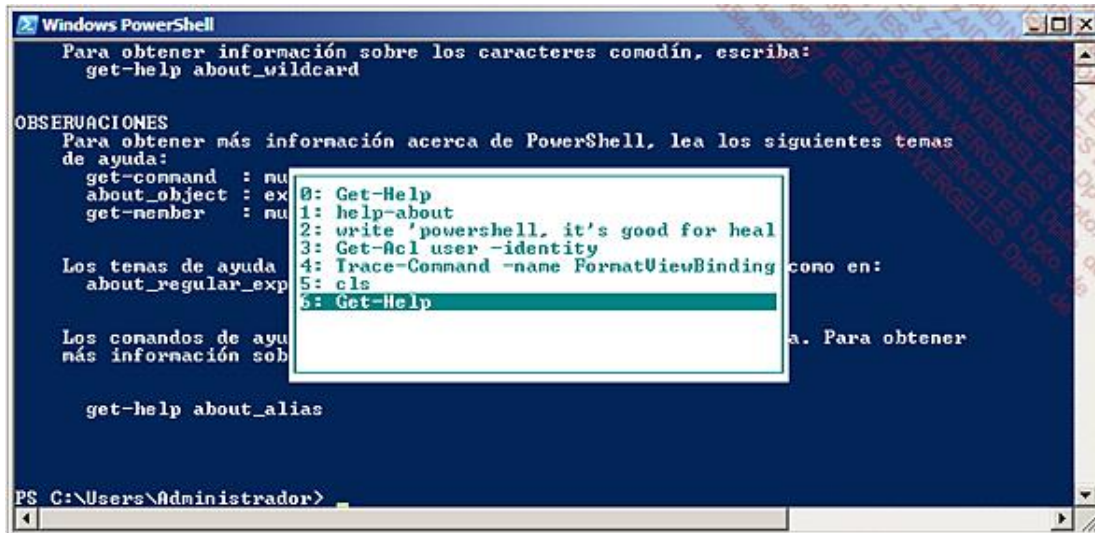 Windows PowerShell
Para obtener información sobre los caracteres comodín, escriba:
get-help about_wildcard
OBSERVACIONES
Para obtener más información acerca de PowerShell, lea los siguientes temas
de ayuda:
get-command : mu
about_object : ex
get-member : mu
0: Get-Help
1: help-about
2: write 'powershell, it's good for heal
3: Get-Acl user -identity
4: Trace-Command -name FormatViewBinding
5: cls
6: Get-Help
Los temas de ayuda como en:
about_regular_exp
Los comandos de ayu a. Para obtener
más información sob
get-help about_alias
PS C:\Users\Administrador> _